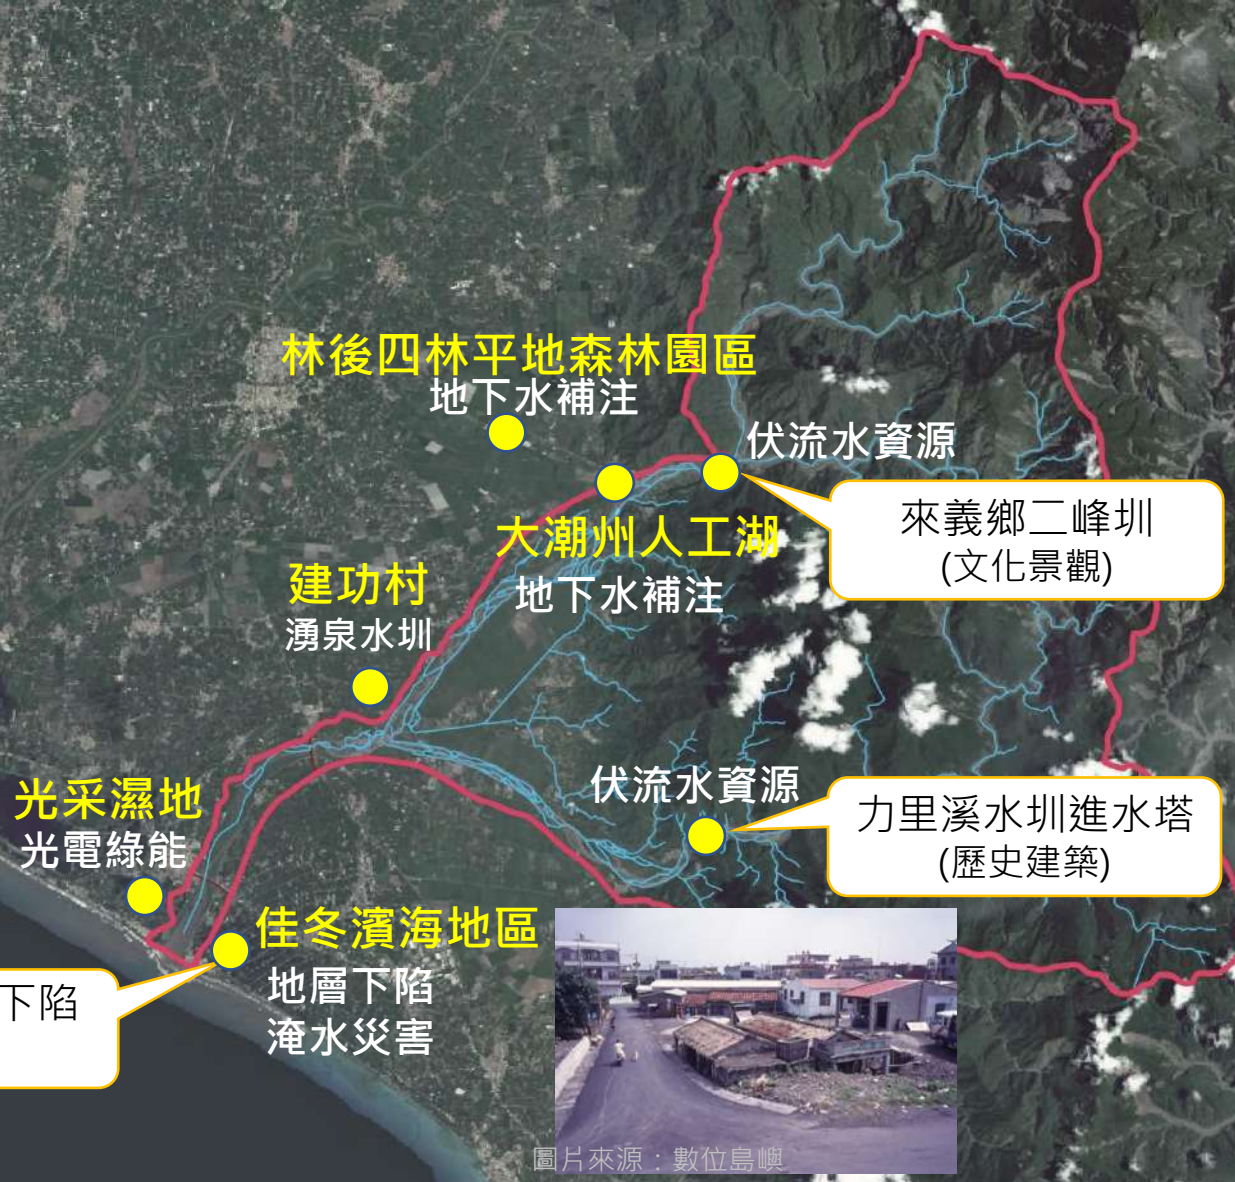 林後四林平地森林園區
地下水補注
伏流水資源
來義鄉二峰圳
(文化景觀)
大潮州人工湖
地下水補注
建功村
湧泉水圳
伏流水資源
力里溪水圳進水塔
(歷史建築)
光采濕地
光電綠能
佳冬濱海地區
地層下陷
淹水災害
下陷
圖片來源：數位島嶼